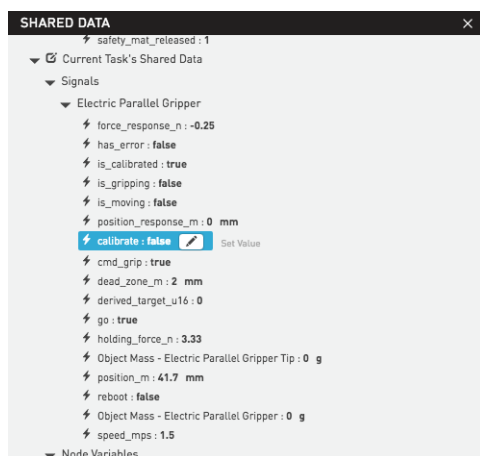 SHARED DATA ×
safety_mat_released : 1
Current Task's Shared Data
Signals
Electric Parallel Gripper
force_response_n : -0.25
has_error : false
is_calibrated : true
is_gripping : false
is_moving : false
position_response_m : 0 mm
calibrate : false Set Value
cmd_grip : true
dead_zone_m : 2 mm
derived_target_u16 : 0
go : true
holding_force_n : 3.33
Object Mass - Electric Parallel Gripper Tip : 0 g
position_m : 41.7 mm
reboot : false
Object Mass - Electric Parallel Gripper : 0 g
speed_mps : 1.5
Node Variables